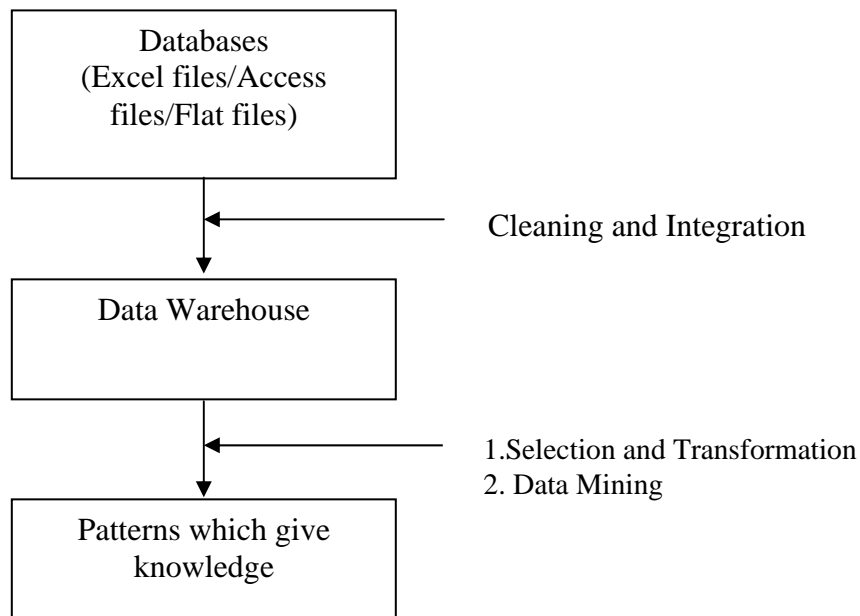 Databases
(Excel files/Access
files/Flat files)
Cleaning and Integration
Data Warehouse
1.Selection and Transformation
2. Data Mining
Patterns which give
knowledge